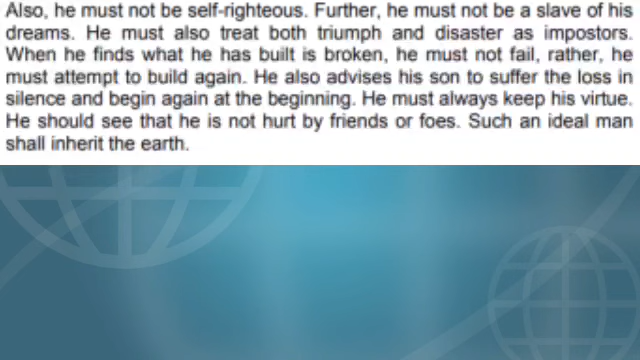 Also, he must not be self-righteous. Further, he must not be a slave of his
dreams. He must also treat both triumph and disaster as impostors.
When he finds what he has built is broken, he must not fail, rather, he
must attempt to build again. He also advises his son to suffer the loss in
silence and begin again at the beginning. He must always keep his virtue.
He should see that he is not hurt by friends or foes. Such an ideal man
shall inherit the earth.